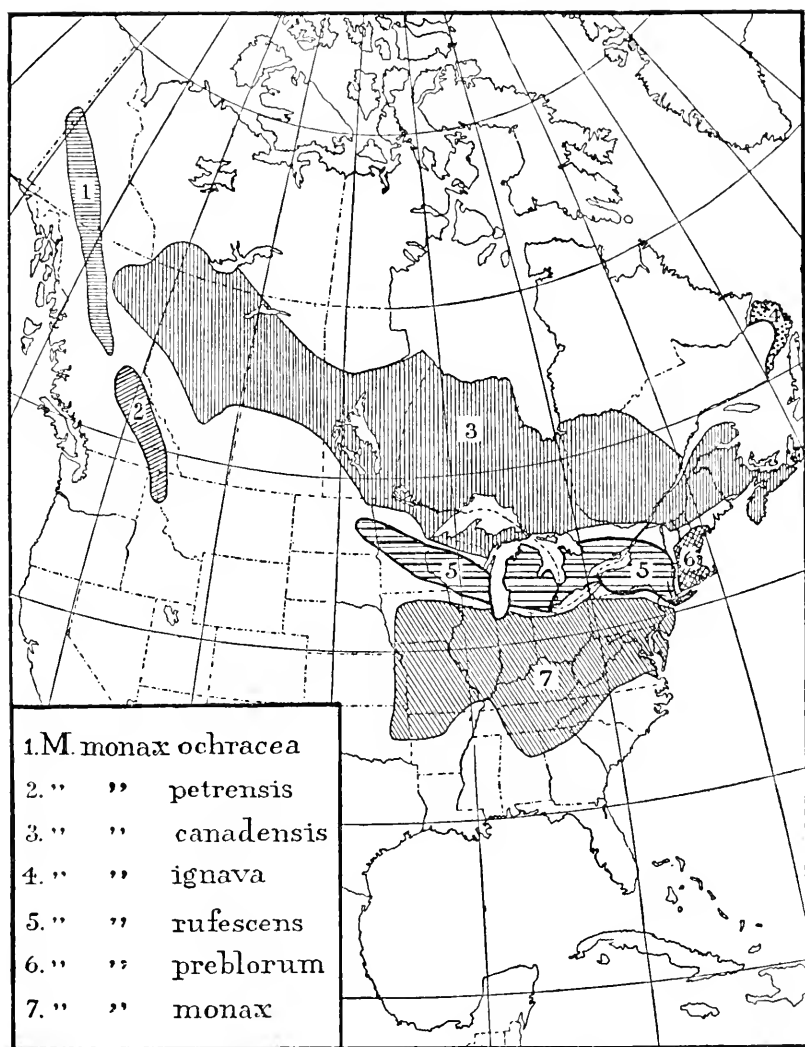 1
2
3
4
5
5
6
7
1.M. monax ochracea
2. " " petrensis
3. " " canadensis
4. " " ignava
5. " " rufescens
6. " " preblorum
7. " " monax